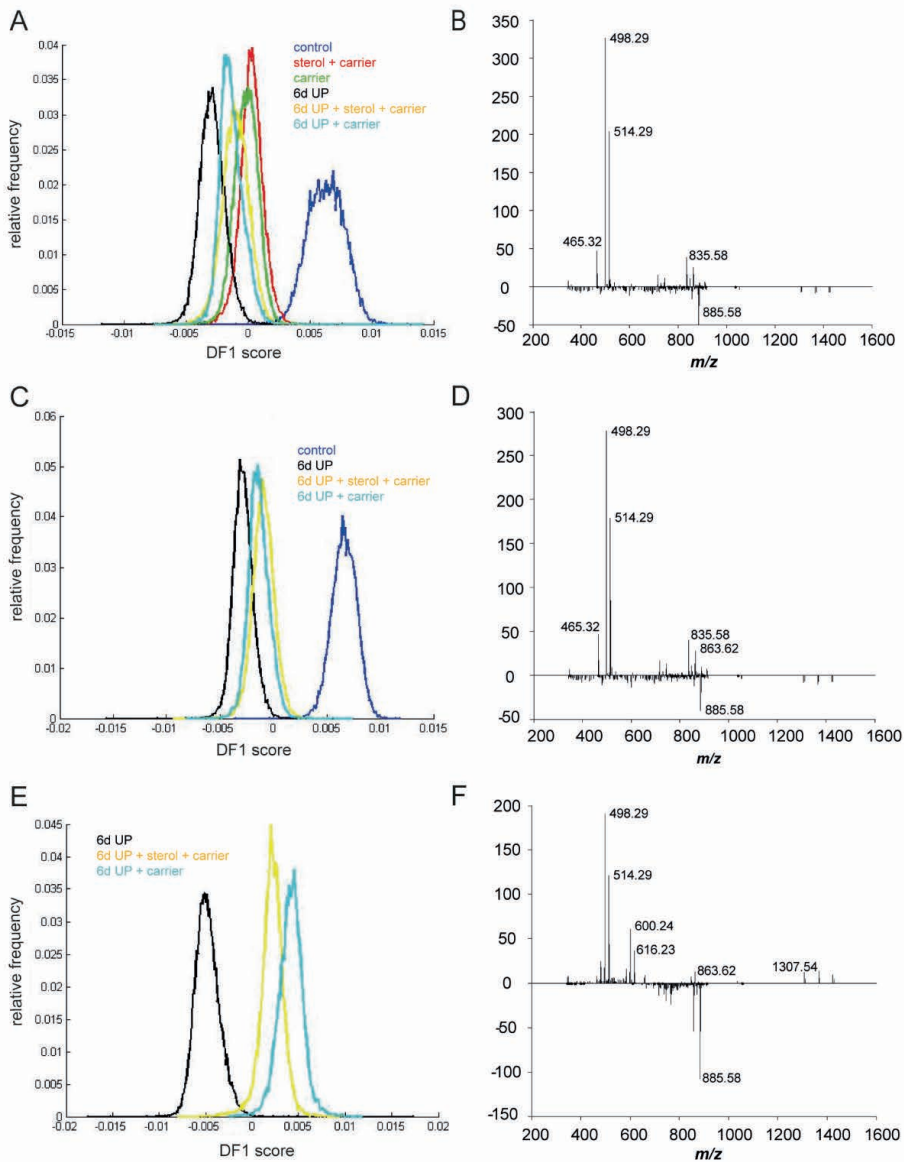 A
control
sterol + carrier
carrier
6d UP
6d UP + sterol + carrier
6d UP + carrier
relative frequency
0.04
0.035
0.03
0.025
0.02
0.015
0.01
0.005
0
-0.015 -0.01 -0.005 0 0.005 0.01 0.015
DF1 score
B
350
300
250
200
150
100
50
0
-50
498.29
514.29
465.32
835.58
885.58
200 400 600 800 1000 1200 1400 1600
m/z
C
control
6d UP
6d UP + sterol + carrier
6d UP + carrier
relative frequency
0.06
0.05
0.04
0.03
0.02
0.01
0
-0.02 -0.015 -0.01 -0.005 0 0.005 0.01 0.015
DF1 score
D
300
250
200
150
100
50
0
-50
498.29
514.29
465.32
835.58
863.62
885.58
200 400 600 800 1000 1200 1400 1600
m/z
E
6d UP
6d UP + sterol + carrier
6d UP + carrier
relative frequency
0.045
0.04
0.035
0.03
0.025
0.02
0.015
0.01
0.005
0
-0.02 -0.015 -0.01 -0.005 0 0.005 0.01 0.015 0.02
DF1 score
F
200
150
100
50
0
-50
-100
-150
498.29
514.29
600.24
616.23
863.62
1307.54
885.58
200 400 600 800 1000 1200 1400 1600
m/z